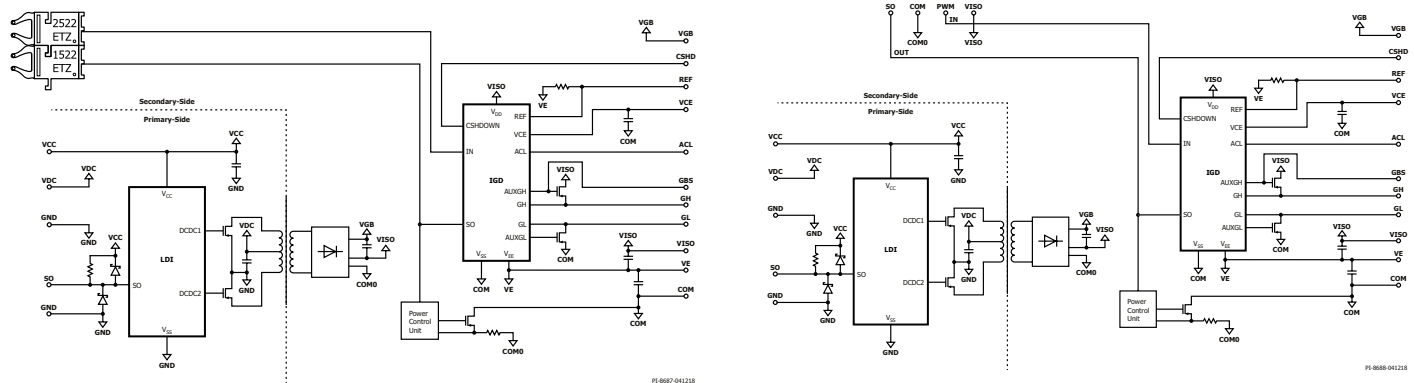 2522
ETZ
1522
ETZ
VGB
VGB
CSHD
REF
VE
VISO
VCE
COM
Secondary-Side
Primary-Side
VDD
CSHDOWN
REF
VCE
IN
ACL
ACL
IGD
VISO
GBS
AUXGH
GH
GH
SO
GL
GL
AUXGL
COM
VISO
VISO
VSS
VEE
VE
COM
VE
COM
COM
Power
Control
Unit
COM0
VCC
VCC
GND
VDC
VDC
VCC
GND
GND
VCC
DCDC1
VDC
VGB
VISO
LDI
GND
COM0
SO
SO
DCDC2
GND
GND
VSS
GND
PI-8687-041218
SO
COM
PWM
VISO
IN
COM0
VISO
OUT
VGB
VGB
CSHD
REF
VE
VISO
VCE
COM
Secondary-Side
Primary-Side
VDD
CSHDOWN
REF
VCE
IN
ACL
ACL
IGD
VISO
GBS
AUXGH
GH
GH
SO
GL
GL
AUXGL
COM
VISO
VISO
VSS
VEE
VE
COM
VE
COM
COM
Power
Control
Unit
COM0
VCC
VCC
GND
VDC
VDC
VCC
GND
GND
VCC
DCDC1
VDC
VGB
VISO
LDI
GND
COM0
SO
SO
DCDC2
GND
GND
VSS
GND
PI-8688-041218